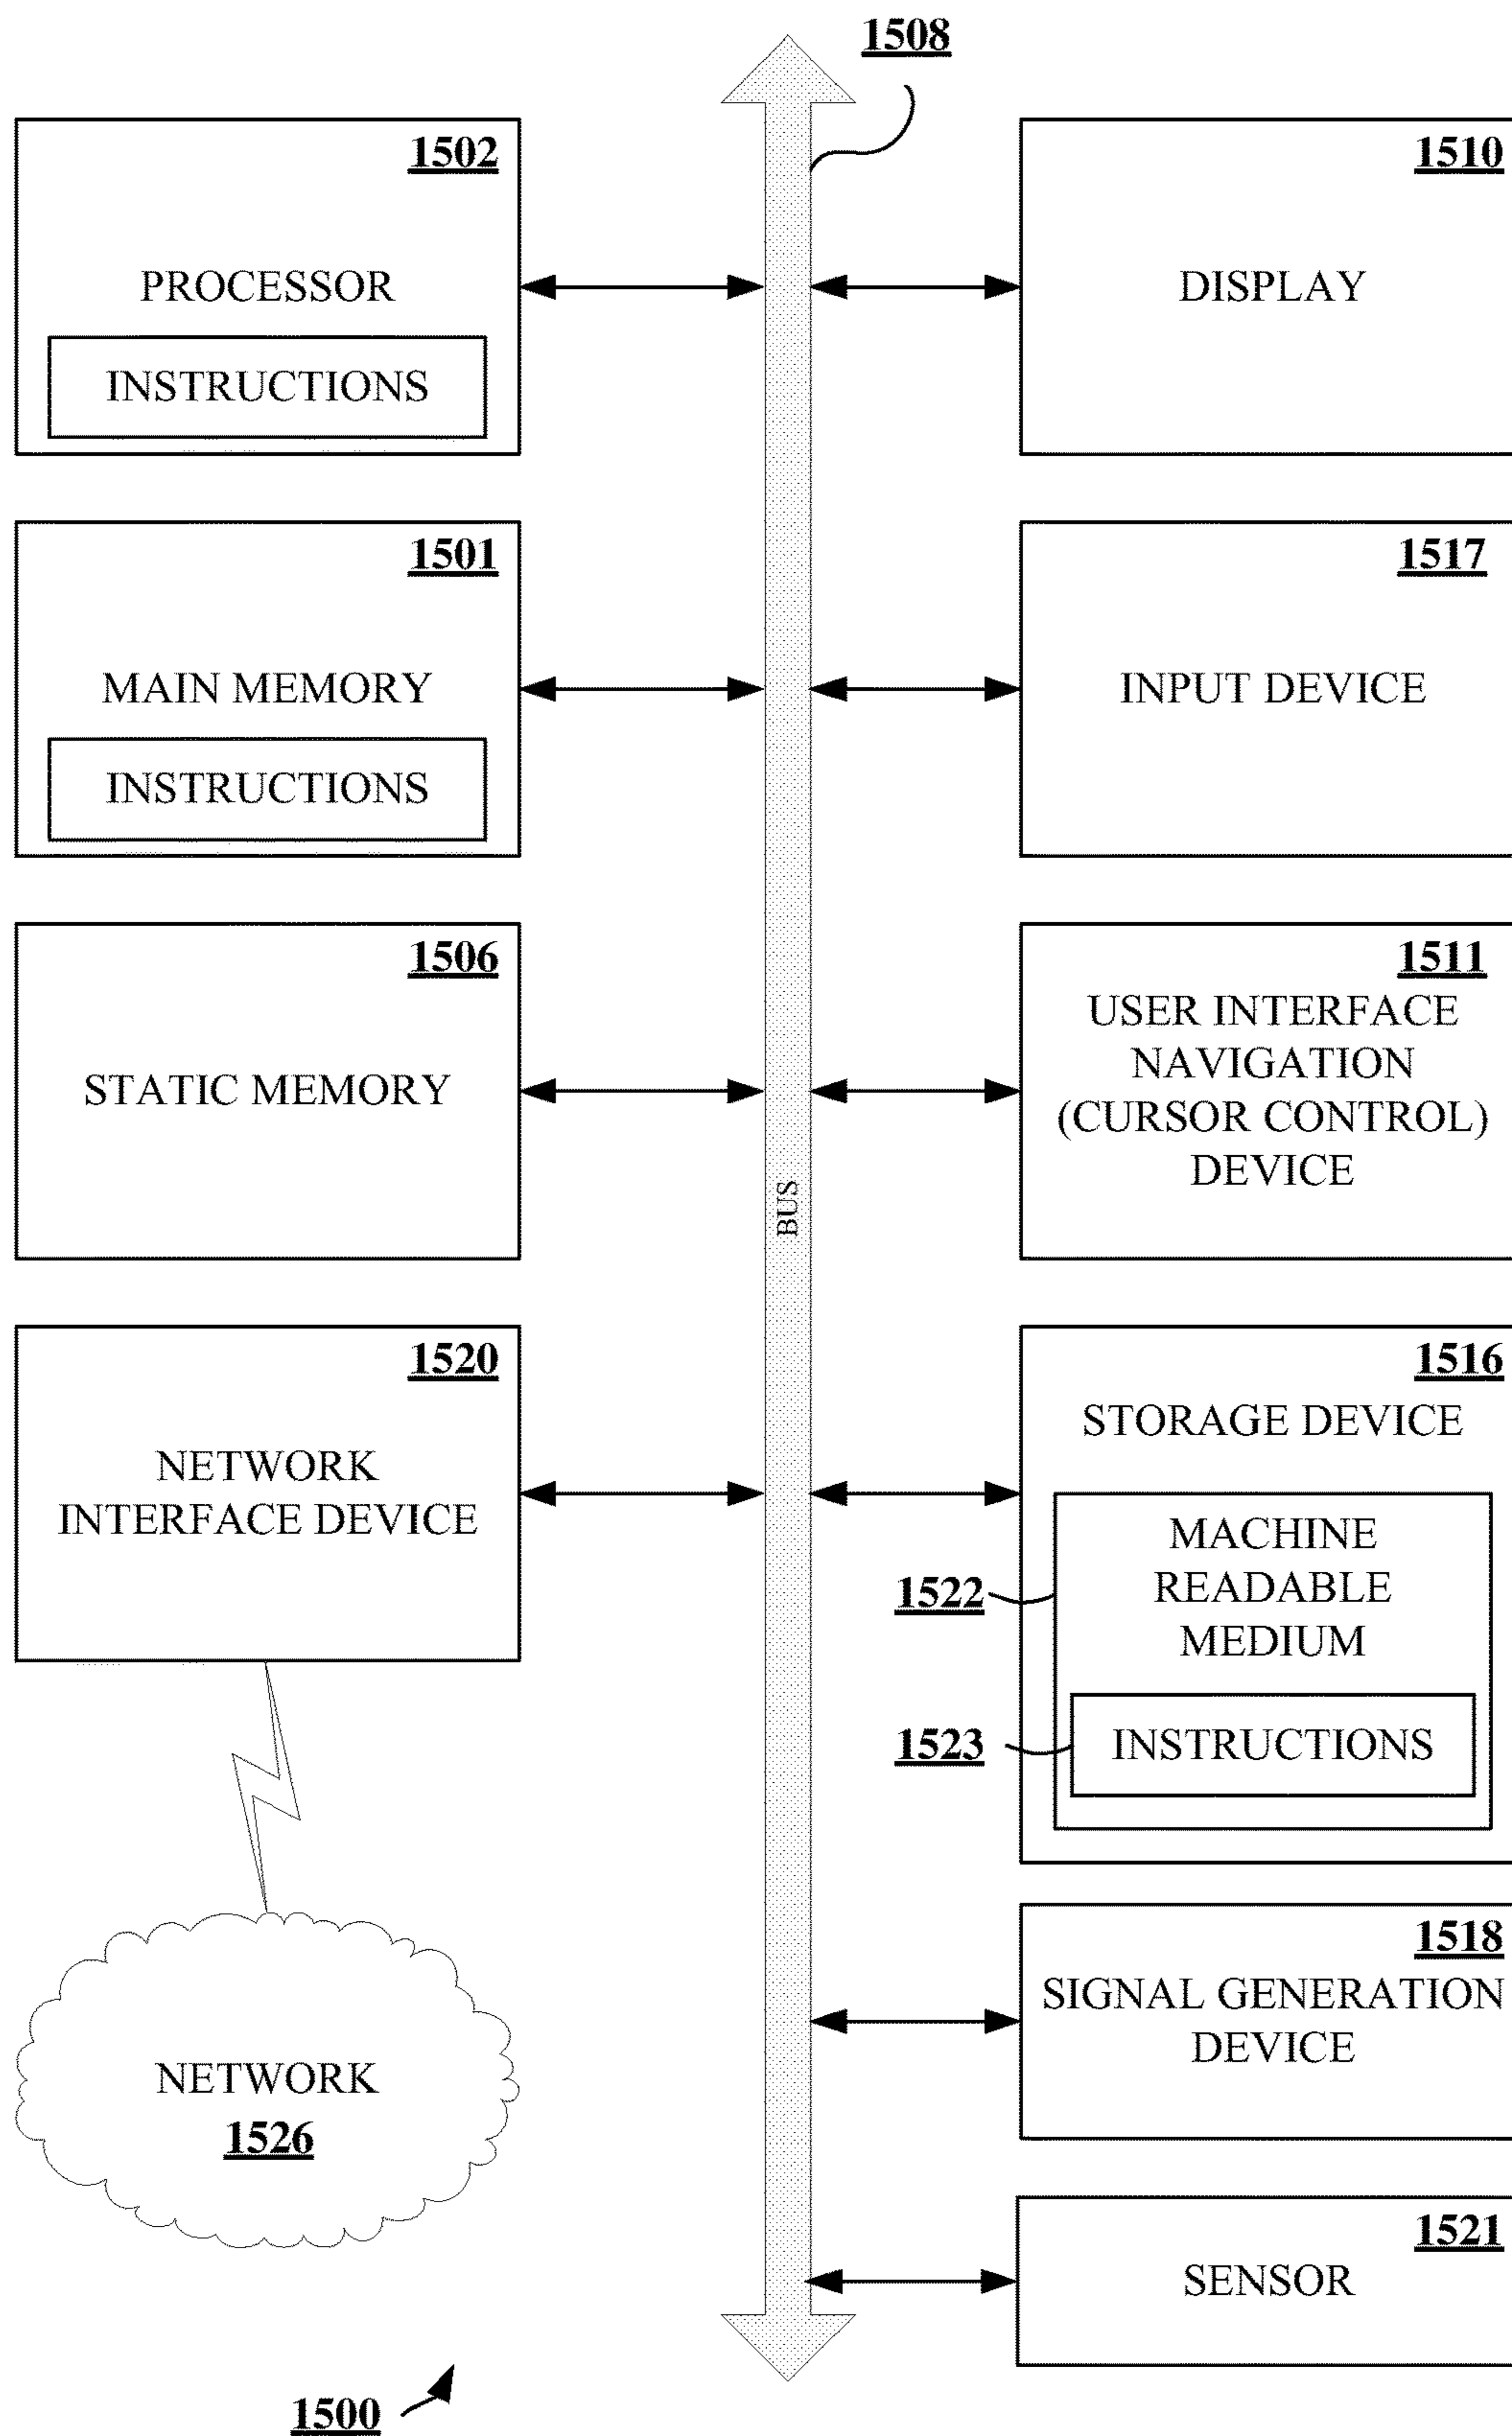 1508
1502
PROCESSOR
INSTRUCTIONS
1510
DISPLAY
1501
MAIN MEMORY
INSTRUCTIONS
1517
INPUT DEVICE
1506
STATIC MEMORY
1511
USER INTERFACE
NAVIGATION
(CURSOR CONTROL)
DEVICE
BUS
1520
NETWORK
INTERFACE DEVICE
1516
STORAGE DEVICE
MACHINE
READABLE
MEDIUM
1522
INSTRUCTIONS
1523
1518
SIGNAL GENERATION
DEVICE
NETWORK
1526
1521
SENSOR
1500